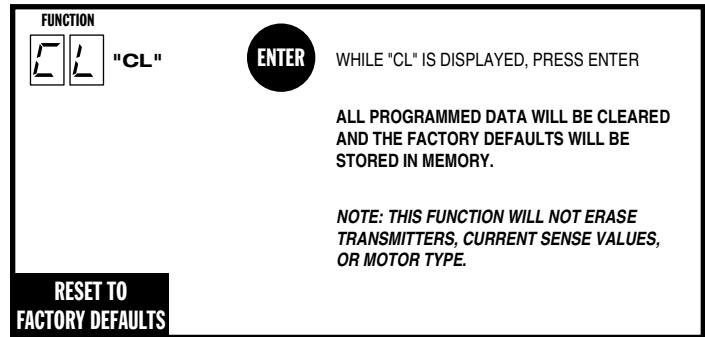 FUNCTION
CL "CL"
ENTER
WHILE "CL" IS DISPLAYED, PRESS ENTER
ALL PROGRAMMED DATA WILL BE CLEARED
AND THE FACTORY DEFAULTS WILL BE
STORED IN MEMORY.
NOTE: THIS FUNCTION WILL NOT ERASE
TRANSMITTERS, CURRENT SENSE VALUES,
OR MOTOR TYPE.
RESET TO
FACTORY DEFAULTS